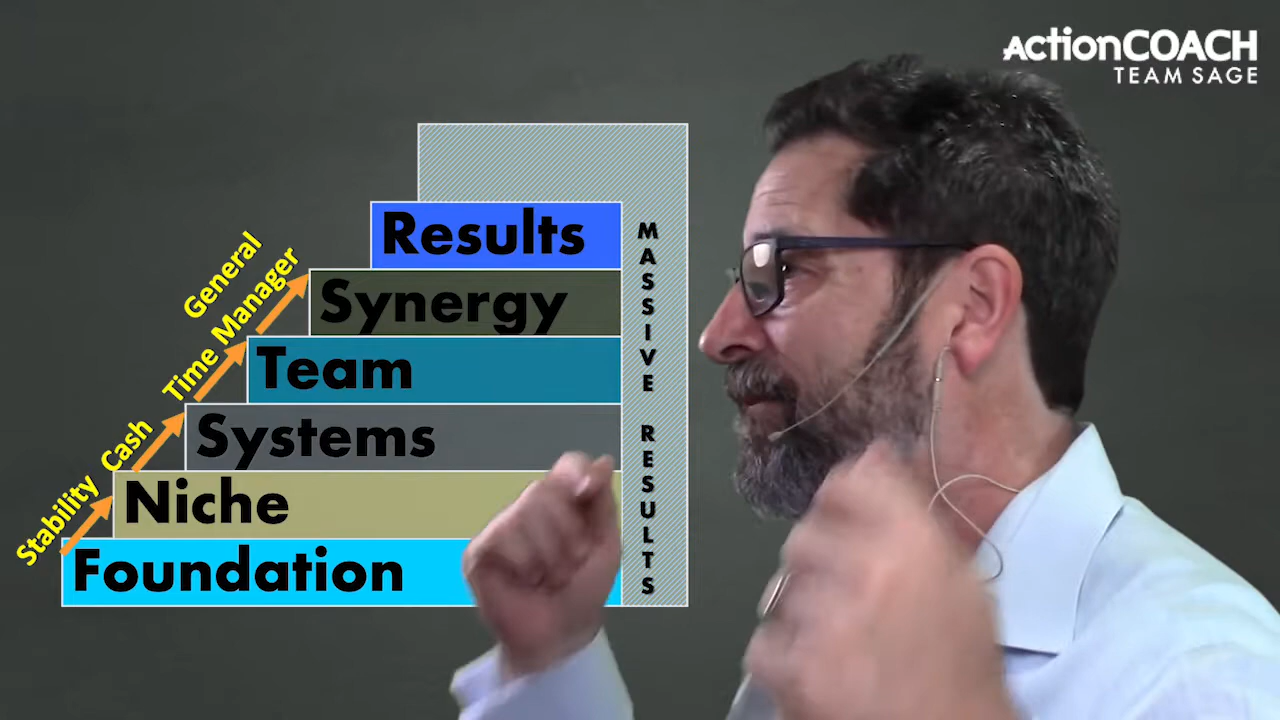 ActionCOACH
TEAM SAGE
Results
Synergy
Team
Systems
Niche
Foundation
Stability
Cash
Time
General
Manager
MASSIVE RESULTS